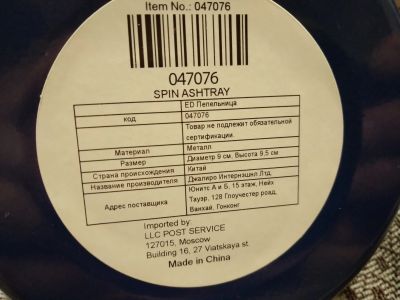 Item No.: 047076
047076
SPIN ASHTRAY
ED Пепельница
код 047076
Товар не подлежит обязательной
сертификации.
Материал Металл
Размер Диаметр 9 см, Высота 9.5 см
Страна происхождения Китай
Название производителя Джалиро Интернэшнл Лтд
Адрес поставщика Юнитс А и Б, 15 этаж, Нейх
Тауэр, 128 Глоучестер роад,
Ванхай, Гонконг
Imported by:
LLC POST SERVICE
127015, Moscow
Building 16, 27 Viatskaya st.
Made in China